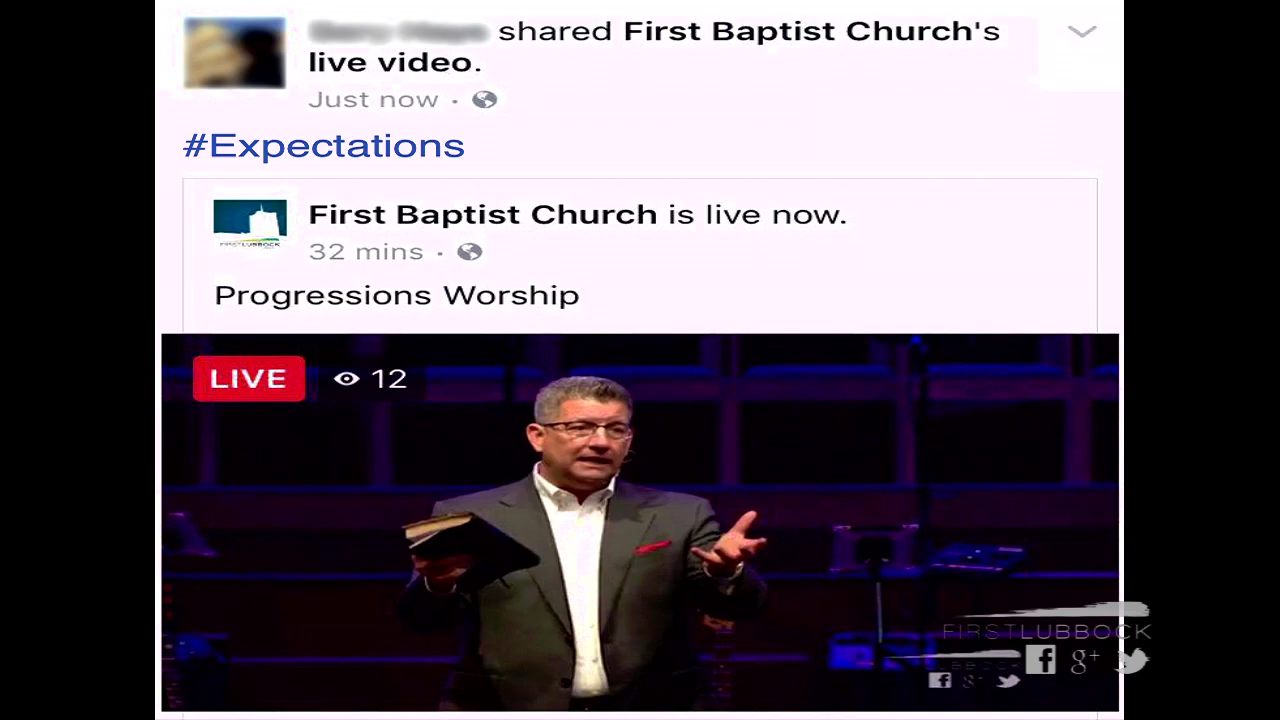 shared First Baptist Church's
live video.
Just now ·
#Expectations
FIRSTLUBBOCK
First Baptist Church is live now.
32 mins ·
Progressions Worship
LIVE 12
FIRSTLUBBOCK
f g+
f g+